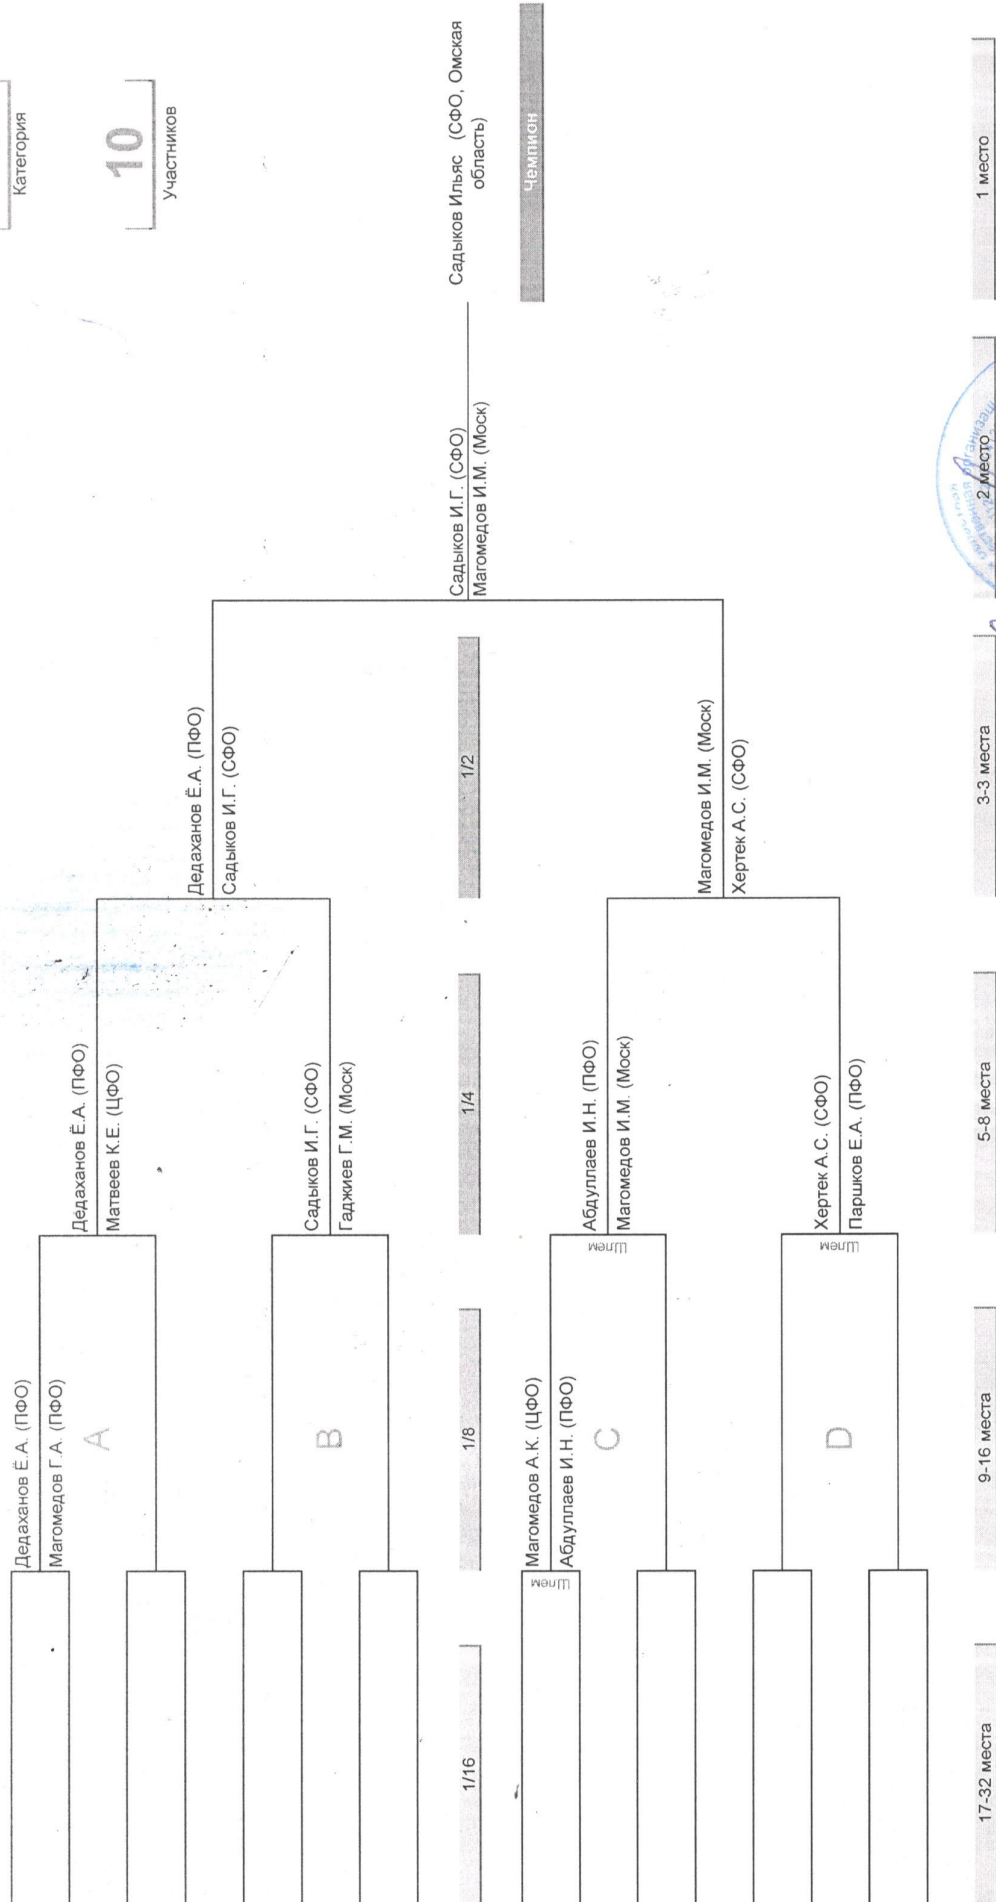 Категория
10
Участников
Дедаханов Ё.А. (ПФО)
Магомедов Г.А. (ПФО)
A
Дедаханов Ё.А. (ПФО)
Матвеев К.Е. (ЦФО)
Дедаханов Ё.А. (ПФО)
Садыков И.Г. (СФО)
B
Садыков И.Г. (СФО)
Гаджиев Г.М. (Моск)
Садыков И.Г. (СФО)
Магомедов И.М. (Моск)
Садыков Ильяс (СФО, Омская
область)
1/16
1/8
1/4
1/2
Чемпион
Шлем
Магомедов А.К. (ЦФО)
Абдуллаев И.Н. (ПФО)
C
Шлем
Абдуллаев И.Н. (ПФО)
Магомедов И.М. (Моск)
Магомедов И.М. (Моск)
Хертек А.С. (СФО)
D
Шлем
Хертек А.С. (СФО)
Паршков Е.А. (ПФО)
17-32 места
9-16 места
5-8 места
3-3 места
2 место
1 место